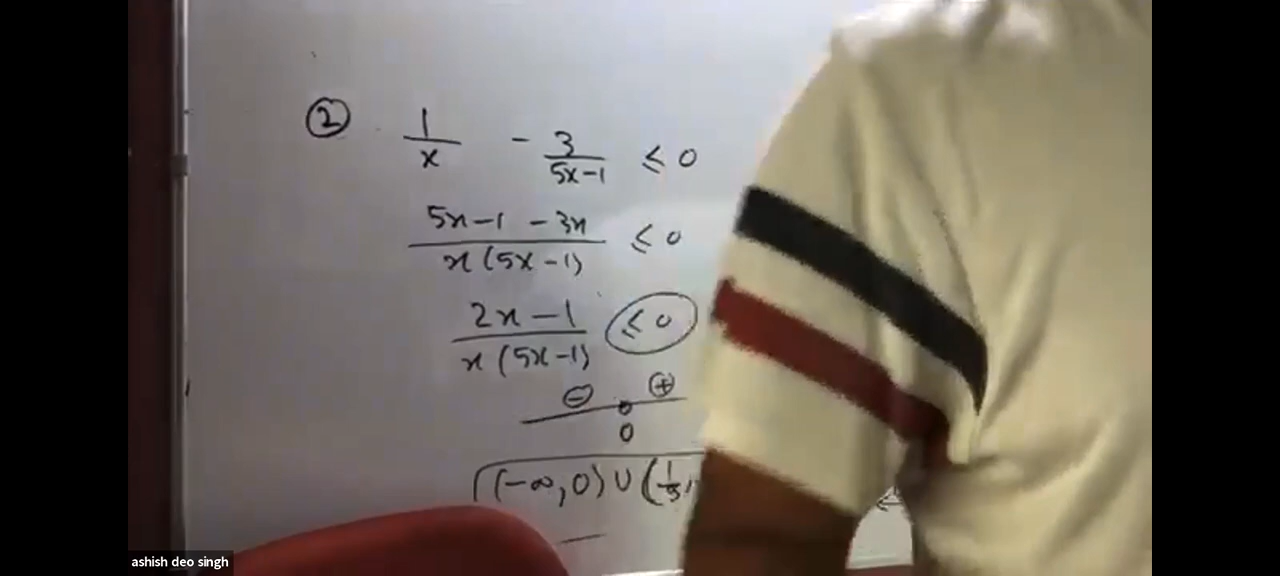 ② 1/x - 3/5x-1 ≤ 0
5x-1 -3x / x(5x-1) ≤ 0
2x-1 / x(5x-1) ≤ 0
⊖ ⊕
0
(-∞,0) ∪ (1/5,
ashish deo singh